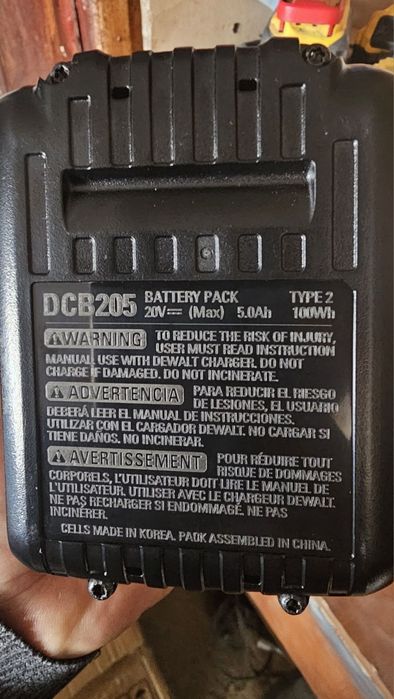 DCB205 BATTERY PACK TYPE 2
20V⎓ (Max) 5.0Ah 100Wh
WARNING TO REDUCE THE RISK OF INJURY,
USER MUST READ INSTRUCTION
MANUAL. USE WITH DEWALT CHARGER. DO NOT
CHARGE IF DAMAGED. DO NOT INCINERATE.
ADVERTENCIA PARA REDUCIR EL RIESGO
DE LESIONES, EL USUARIO
DEBERÁ LEER EL MANUAL DE INSTRUCCIONES.
UTILIZAR CON EL CARGADOR DEWALT. NO CARGAR SI
TIENE DAÑOS. NO INCINERAR.
AVERTISSEMENT POUR RÉDUIRE TOUT
RISQUE DE DOMMAGES
CORPORELS, L'UTILISATEUR DOIT LIRE LE MANUEL DE
L'UTILISATEUR. UTILISER AVEC LE CHARGEUR DEWALT.
NE PAS RECHARGER SI ENDOMMAGÉ. NE PAS
INCINÉRER.
CELLS MADE IN KOREA. PACK ASSEMBLED IN CHINA.